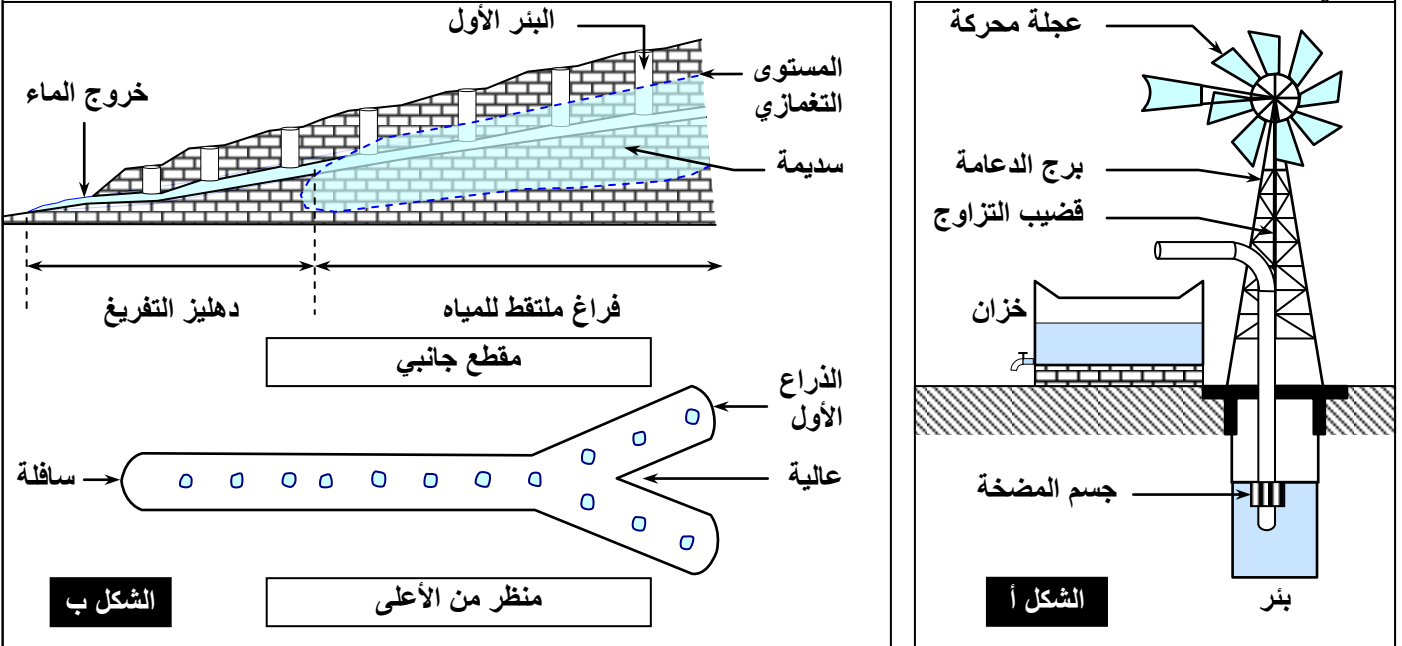 عجلة محركة
برج الدعامة
قضيب التزاوج
خزان
جسم المضخة
بئر
الشكل أ
البئر الأول
المستوى
التغمازي
خروج الماء
سديمة
دهليز التفريغ
فراغ ملتقط للمياه
مقطع جانبي
الذراع
الأول
عالية
سافلة
منظر من الأعلى
الشكل ب